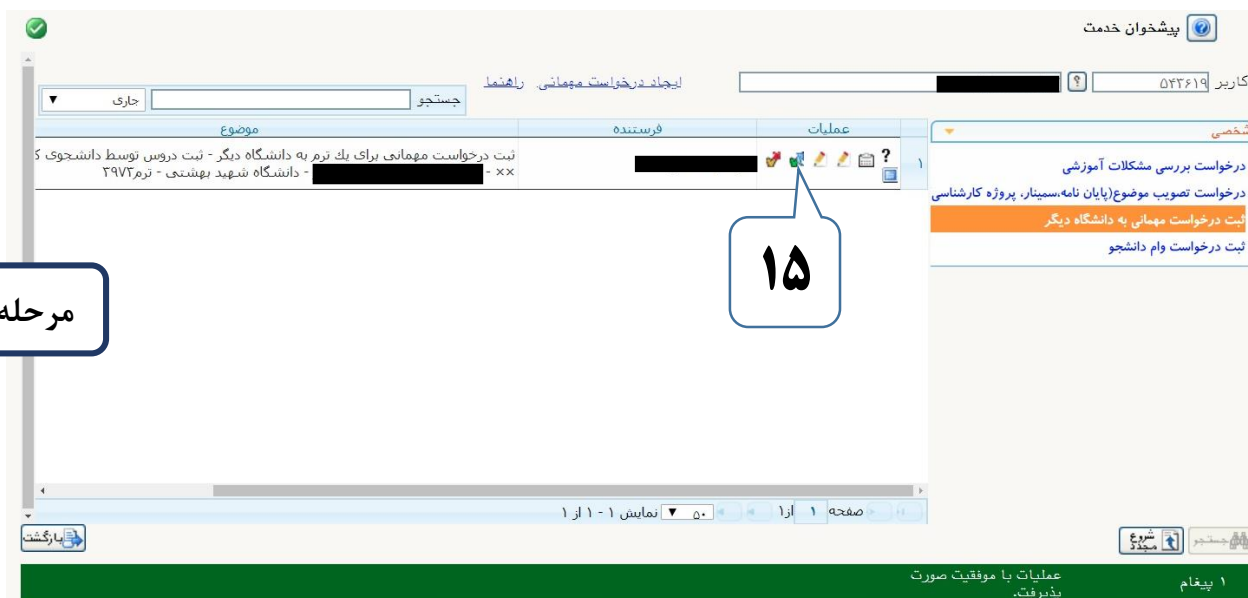 پیشخوان خدمت
کاربر ۵۴۳۶۱۹ ?
ایجاد درخواست مهمانی راهنما
جستجو جاری
شخصی
درخواست بررسی مشکلات آموزشی
درخواست تصویب موضوع(پایان نامه،سمینار، پروژه کارشناسی
ثبت درخواست مهمانی به دانشگاه دیگر
ثبت درخواست وام دانشجو
عملیات فرستنده موضوع
۱ ? ثبت درخواست مهمانی برای یك ترم به دانشگاه دیگر - ثبت دروس توسط دانشجوی
×× - - دانشگاه شهید بهشتی - ترم۳۹۷۲
۱۵
مرحله
صفحه ۱ از۱ ۵۰ نمایش ۱ - ۱ از ۱
جستجو شروع مجدد بازگشت
۱ پیغام عملیات با موفقیت صورت
پذیرفت.